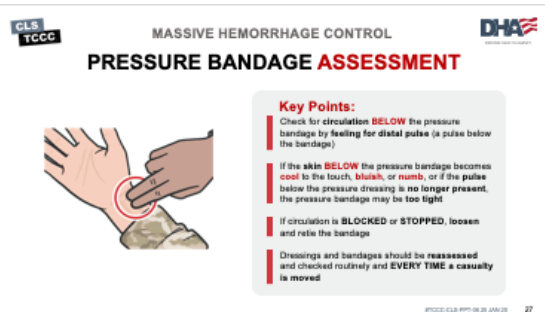 CLS
TCCC
MASSIVE HEMORRHAGE CONTROL
DHA
PRESSURE BANDAGE ASSESSMENT
Key Points:
Check for circulation BELOW the pressure
bandage by feeling for distal pulse (a pulse below
the bandage)
If the skin BELOW the pressure bandage becomes
cool to the touch, bluish, or numb, or if the pulse
below the pressure dressing is no longer present,
the pressure bandage may be too tight
If circulation is BLOCKED or STOPPED, loosen
and retie the bandage
Dressings and bandages should be reassessed
and checked routinely and EVERY TIME a casualty
is moved
27